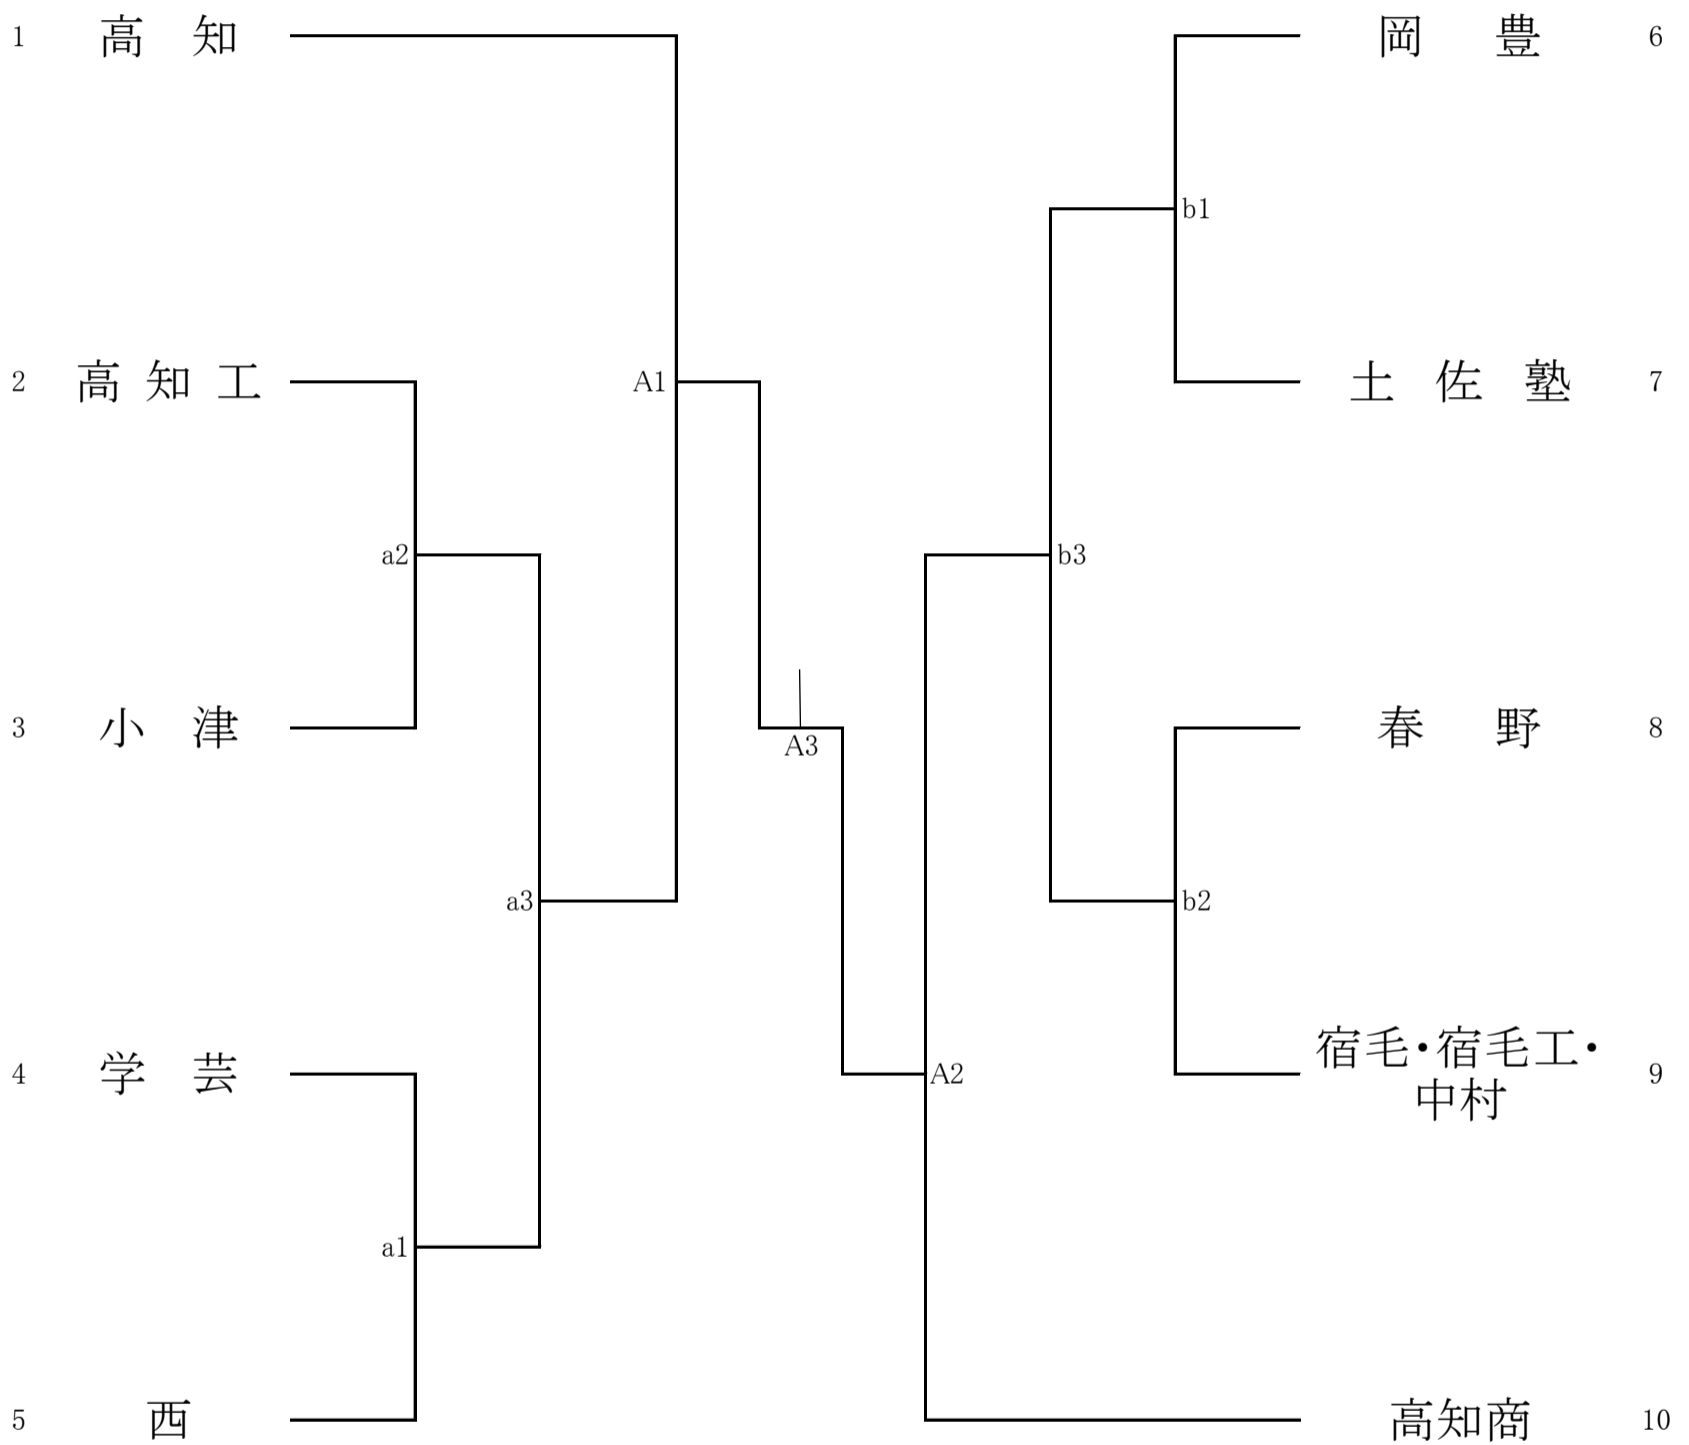 1 高 知
岡 豊 6
b1
2 高 知 工
A1
土 佐 塾 7
a2
b3
3 小 津
A3
春 野 8
a3
b2
4 学 芸
A2
宿毛・宿毛工・
中村
9
a1
5 西
高知商 10